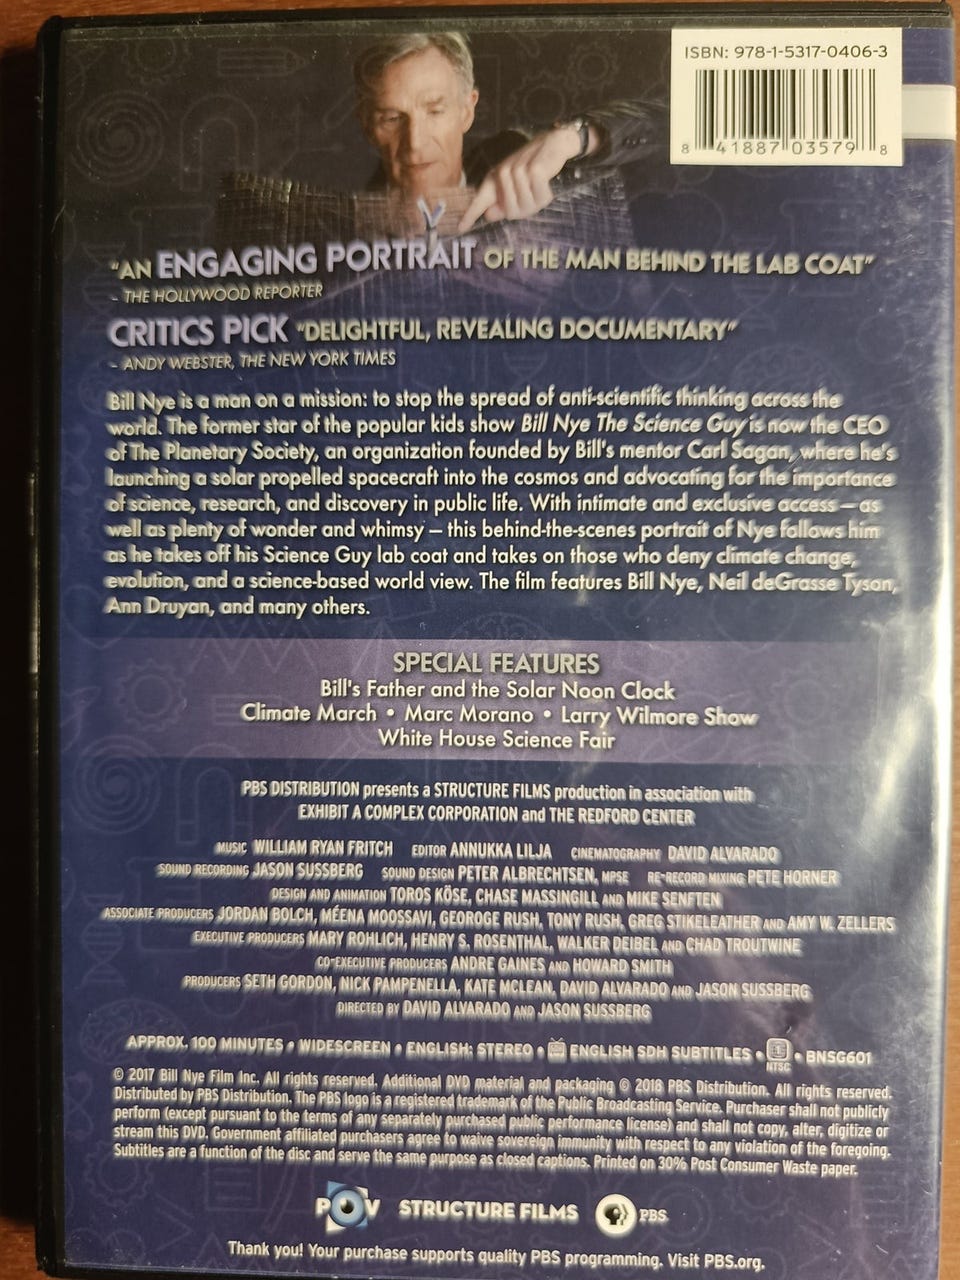 ISBN: 978-1-5317-0406-3
8 41887 03579 8
"AN ENGAGING PORTRAIT OF THE MAN BEHIND THE LAB COAT"
- THE HOLLYWOOD REPORTER
CRITICS PICK "DELIGHTFUL, REVEALING DOCUMENTARY"
- ANDY WEBSTER, THE NEW YORK TIMES
Bill Nye is a man on a mission: to stop the spread of anti-scientific thinking across the
world. The former star of the popular kids show Bill Nye The Science Guy is now the CEO
of The Planetary Society, an organization founded by Bill's mentor Carl Sagan, where he's
launching a solar propelled spacecraft into the cosmos and advocating for the importance
of science, research, and discovery in public life. With intimate and exclusive access – as
well as plenty of wonder and whimsy – this behind-the-scenes portrait of Nye follows him
as he takes off his Science Guy lab coat and takes on those who deny climate change,
evolution, and a science-based world view. The film features Bill Nye, Neil deGrasse Tyson,
Ann Druyan, and many others.
SPECIAL FEATURES
Bill's Father and the Solar Noon Clock
Climate March • Marc Morano • Larry Wilmore Show
White House Science Fair
PBS DISTRIBUTION presents a STRUCTURE FILMS production in association with
EXHIBIT A COMPLEX CORPORATION and THE REDFORD CENTER
MUSIC WILLIAM RYAN FRITCH EDITOR ANNUKKA LILJA CINEMATOGRAPHY DAVID ALVARADO
SOUND RECORDING JASON SUSSBERG SOUND DESIGN PETER ALBRECHTSEN, MPSE RE-RECORD MIXING PETE HORNER
DESIGN AND ANIMATION TOROS KÖSE, CHASE MASSINGILL AND MIKE SENFTEN
ASSOCIATE PRODUCERS JORDAN BOLCH, MÉENA MOOSSAVI, GEOROGE RUSH, TONY RUSH, GREG STIKELEATHER AND AMY W. ZELLERS
EXECUTIVE PRODUCERS MARY ROHLICH, HENRY S. ROSENTHAL, WALKER DEIBEL AND CHAD TROUTWINE
CO-EXECUTIVE PRODUCERS ANDRE GAINES AND HOWARD SMITH
PRODUCERS SETH GORDON, NICK PAMPENELLA, KATE MCLEAN, DAVID ALVARADO AND JASON SUSSBERG
DIRECTED BY DAVID ALVARADO AND JASON SUSSBERG
APPROX. 100 MINUTES • WIDESCREEN • ENGLISH: STEREO • ENGLISH SDH SUBTITLES • 1 NTSC • BNSG601
© 2017 Bill Nye Film Inc. All rights reserved. Additional DVD material and packaging © 2018 PBS Distribution. All rights reserved.
Distributed by PBS Distribution. The PBS logo is a registered trademark of the Public Broadcasting Service. Purchaser shall not publicly
perform (except pursuant to the terms of any separately purchased public performance license) and shall not copy, alter, digitize or
stream this DVD. Government affiliated purchasers agree to waive sovereign immunity with respect to any violation of the foregoing.
Subtitles are a function of the disc and serve the same purpose as closed captions. Printed on 30% Post Consumer Waste paper.
POV STRUCTURE FILMS PBS
Thank you! Your purchase supports quality PBS programming. Visit PBS.org.